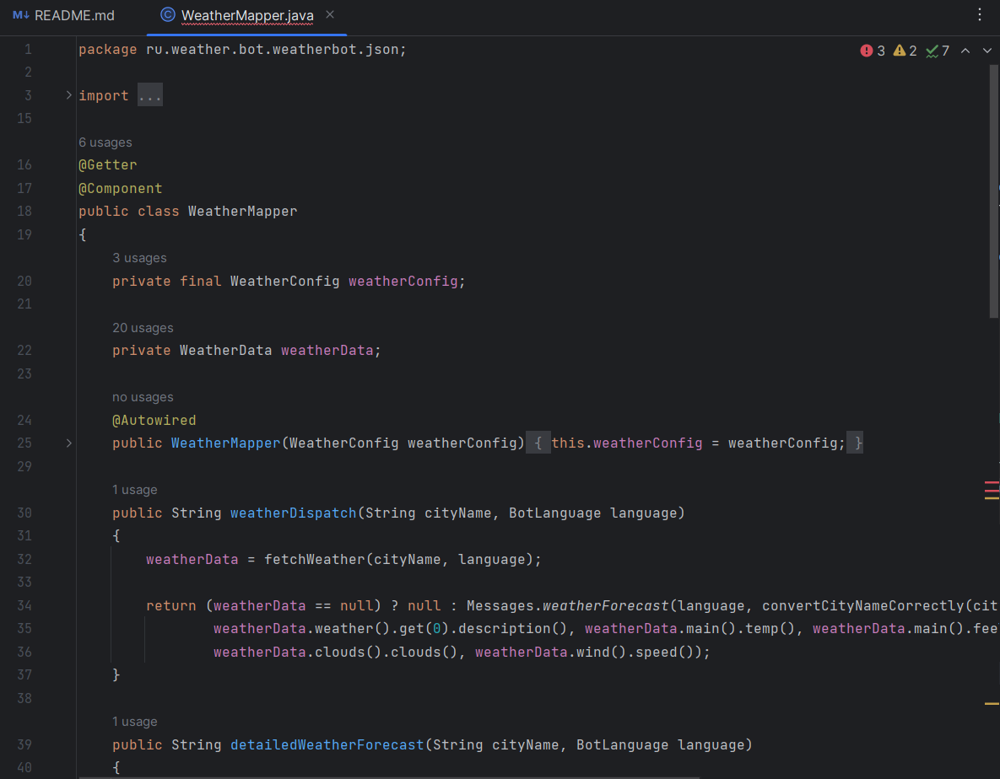 M↓ README.md
C WeatherMapper.java ×
1 package ru.weather.bot.weatherbot.json;
3 2 7
2
3 import ...
15
6 usages
16 @Getter
17 @Component
18 public class WeatherMapper
19 {
3 usages
20 private final WeatherConfig weatherConfig;
21
20 usages
22 private WeatherData weatherData;
23
no usages
24 @Autowired
25 public WeatherMapper(WeatherConfig weatherConfig) { this.weatherConfig = weatherConfig; }
29
1 usage
30 public String weatherDispatch(String cityName, BotLanguage language)
31 {
32 weatherData = fetchWeather(cityName, language);
33
34 return (weatherData == null) ? null : Messages.weatherForecast(language, convertCityNameCorrectly(cit
35 weatherData.weather().get(0).description(), weatherData.main().temp(), weatherData.main().fee
36 weatherData.clouds().clouds(), weatherData.wind().speed());
37 }
38
1 usage
39 public String detailedWeatherForecast(String cityName, BotLanguage language)
40 {